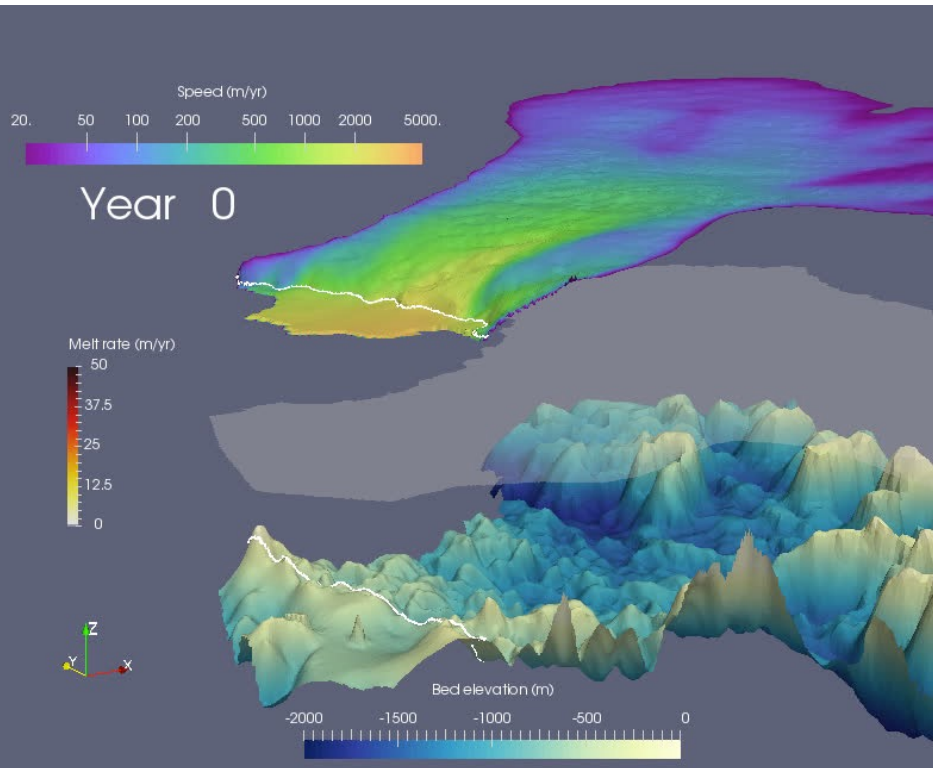 Speed (m/yr)
20. 50 100 200 500 1000 2000 5000.
Year 0
Melt rate (m/yr)
50
37.5
25
12.5
0
Z
Y X
Bed elevation (m)
-2000 -1500 -1000 -500 0